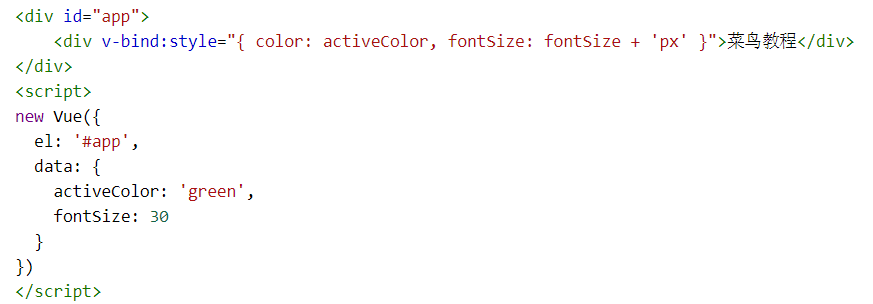 <div id="app">
    <div v-bind:style="{ color: activeColor, fontSize: fontSize + 'px' }">菜鸟教程</div>
</div>
<script>
new Vue({
  el: '#app',
  data: {
    activeColor: 'green',
    fontSize: 30
  }
})
</script>